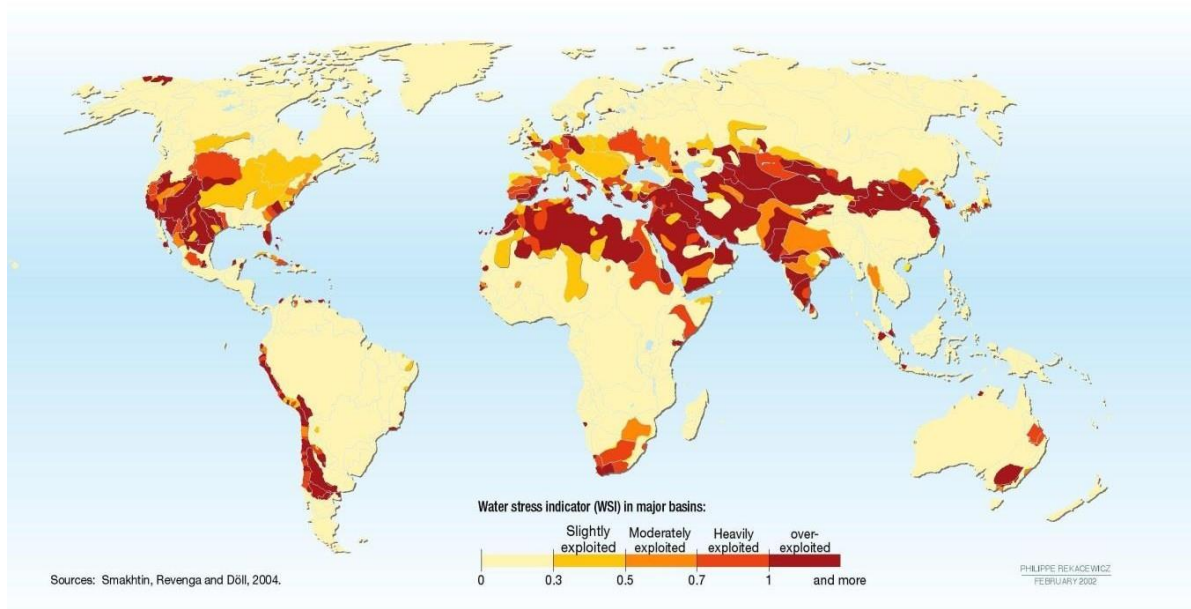 Water stress indicator (WSI) in major basins:
Slightly exploited
Moderately exploited
Heavily exploited
over-exploited
0 0.3 0.5 0.7 1 and more
Sources: Smakhtin, Revenga and Döll, 2004.
PHILIPPE REKACEWICZ
FEBRUARY 2002